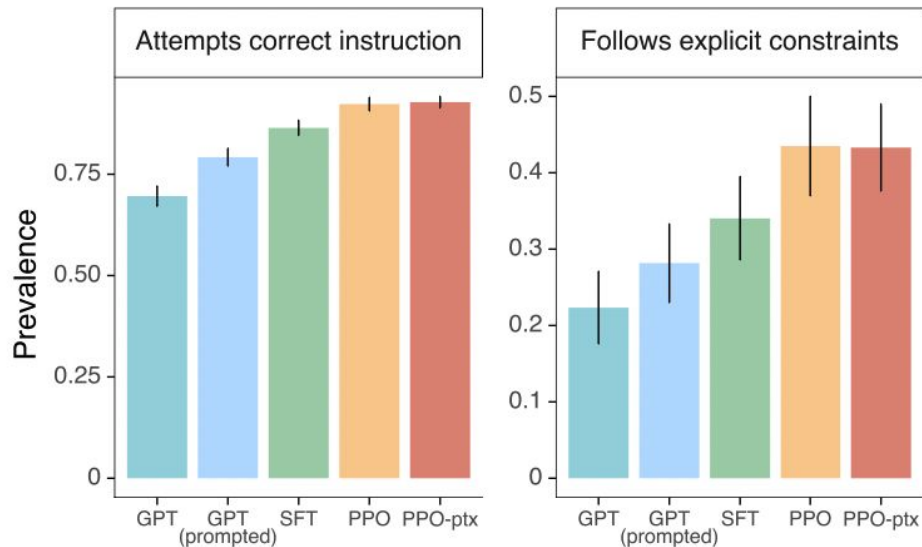 Attempts correct instruction
Follows explicit constraints
Prevalence
0.75
0.50
0.25
0
GPT
GPT
(prompted)
SFT
PPO
PPO-ptx
0.5
0.4
0.3
0.2
0.1
0
GPT
GPT
(prompted)
SFT
PPO
PPO-ptx